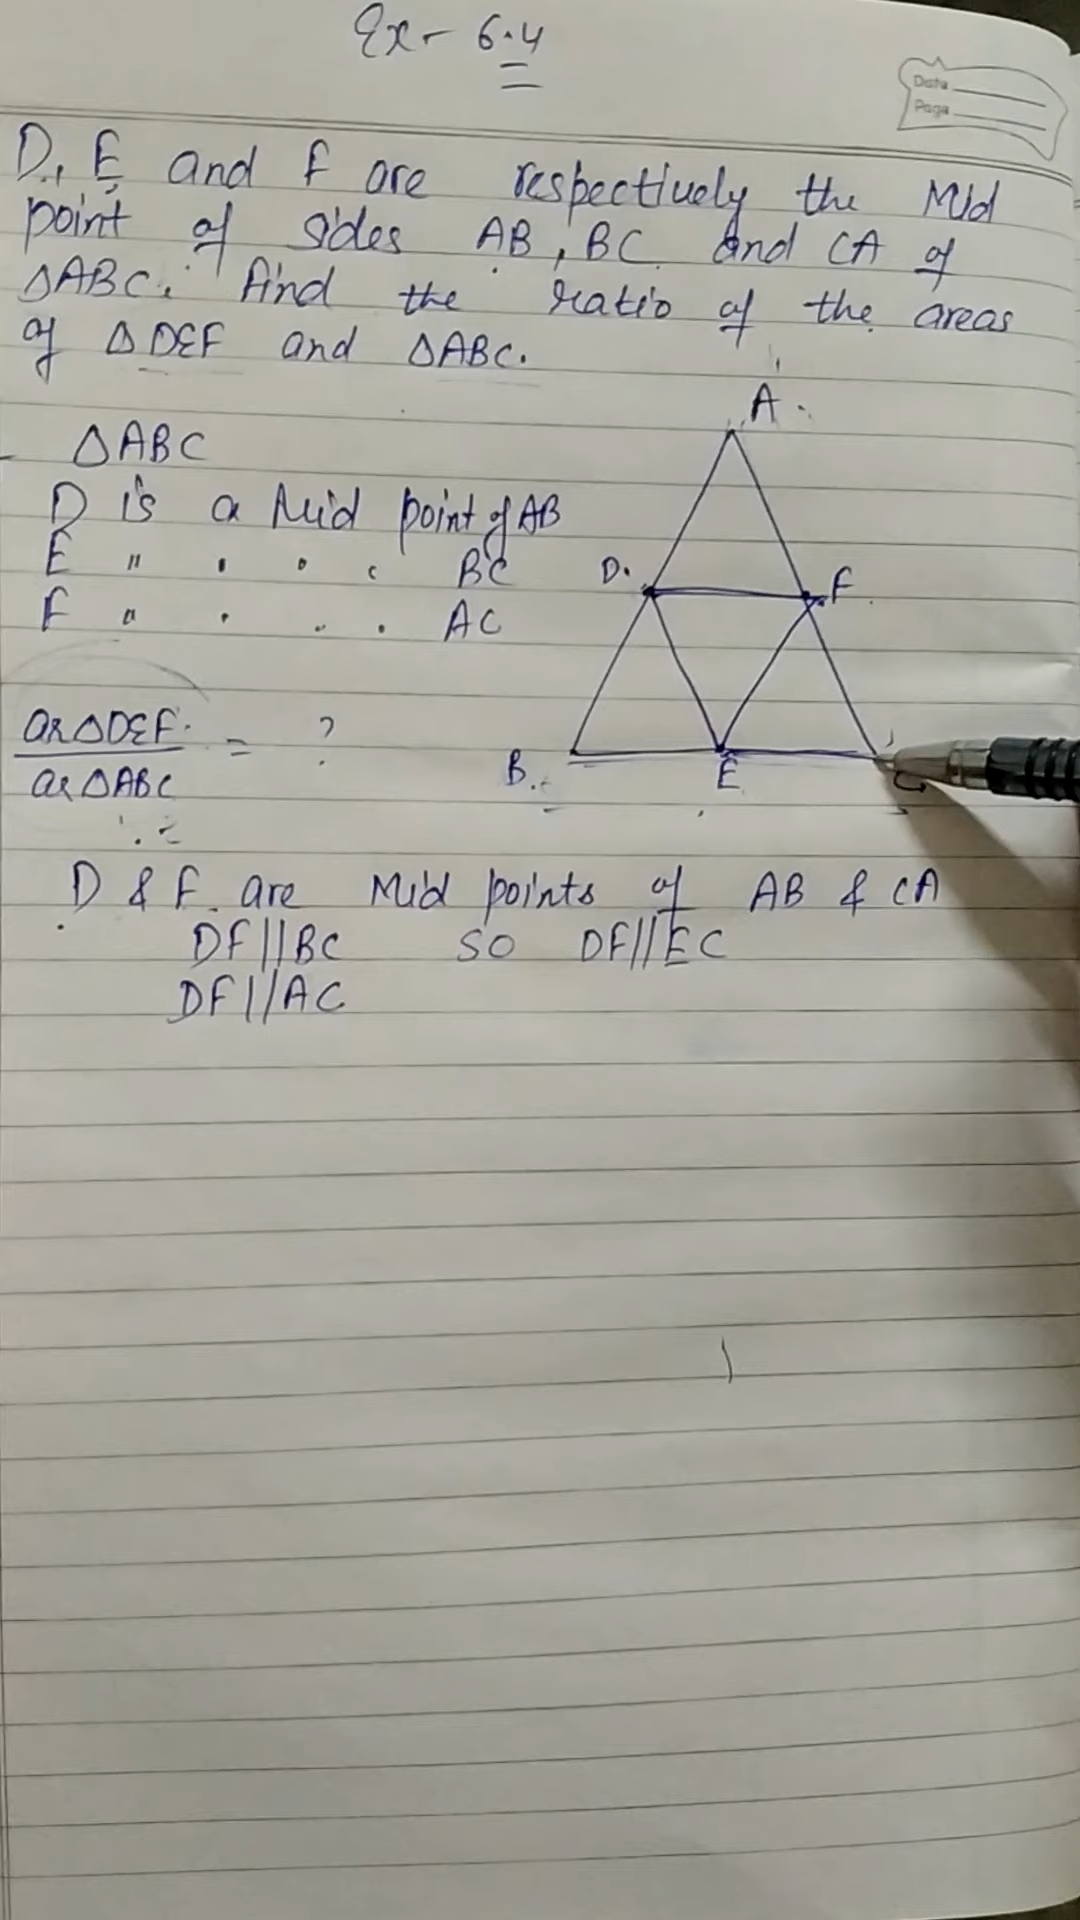 Ex- 6.4
Date
Page
D, E and F are respectively the Mid
point of sides AB, BC and CA of
△ABC. Find the ratio of the areas
of △DEF and △ABC.
A
△ABC
D is a Mid point of AB
E " . . . BC
F " . . . AC
D. F
B. E C
ar△DEF = ?
ar△ABC
D & F are Mid points of AB & CA
DF||BC SO DF||EC
DF||AC